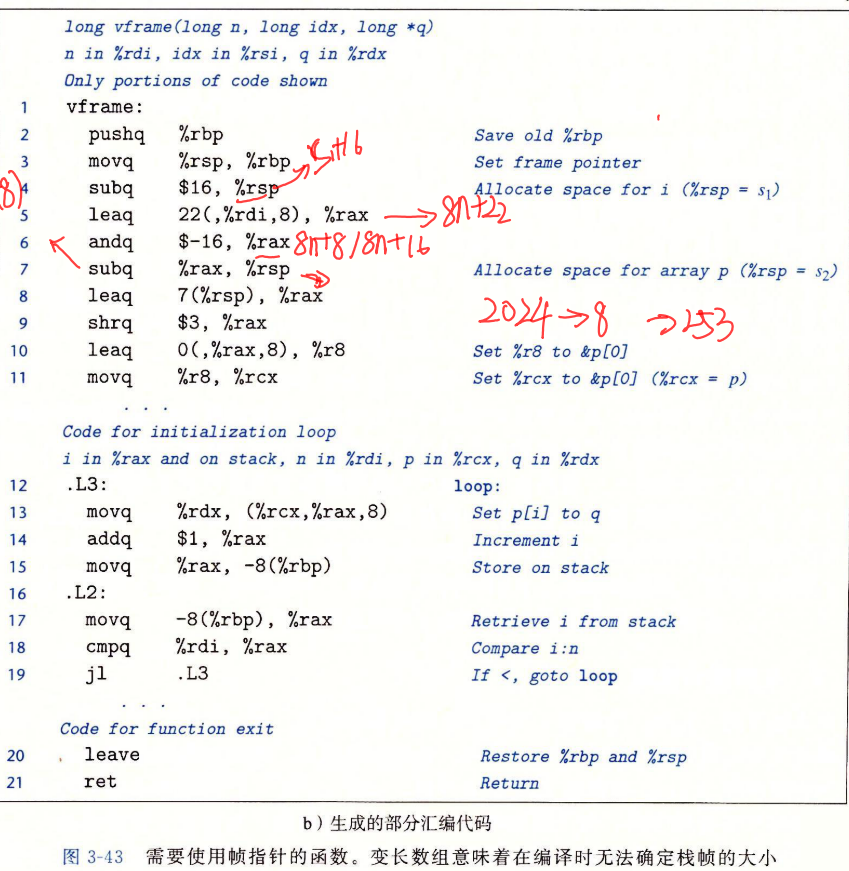 long vframe(long n, long idx, long *q)
n in %rdi, idx in %rsi, q in %rdx
Only portions of code shown
1 vframe:
2 pushq %rbp Save old %rbp
3 movq %rsp, %rbp Set frame pointer
4 subq $16, %rsp Allocate space for i (%rsp = s₁)
5 leaq 22(,%rdi,8), %rax → 8n+22
6 andq $-16, %rax 8n+8/8n+16
7 subq %rax, %rsp Allocate space for array p (%rsp = s₂)
8 leaq 7(%rsp), %rax
2024→8 →253
9 shrq $3, %rax
10 leaq 0(,%rax,8), %r8 Set %r8 to &p[0]
11 movq %r8, %rcx Set %rcx to &p[0] (%rcx = p)
. . .
Code for initialization loop
i in %rax and on stack, n in %rdi, p in %rcx, q in %rdx
12 .L3: loop:
13 movq %rdx, (%rcx,%rax,8) Set p[i] to q
14 addq $1, %rax Increment i
15 movq %rax, -8(%rbp) Store on stack
16 .L2:
17 movq -8(%rbp), %rax Retrieve i from stack
18 cmpq %rdi, %rax Compare i:n
19 jl .L3 If <, goto loop
. . .
Code for function exit
20 leave Restore %rbp and %rsp
21 ret Return
b）生成的部分汇编代码
图 3-43 需要使用帧指针的函数。变长数组意味着在编译时无法确定栈帧的大小